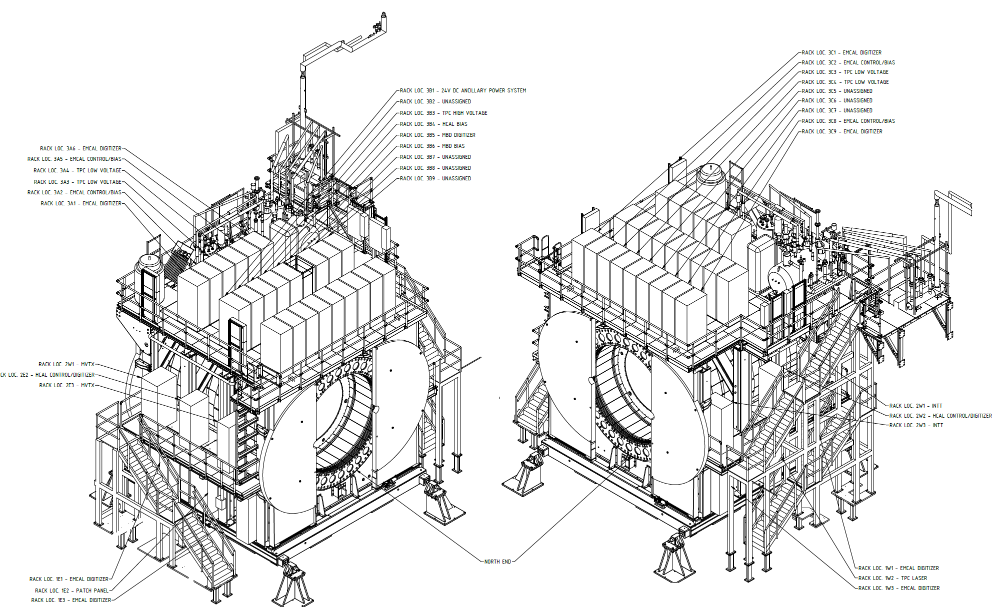 RACK LOC. 3A6 - EMCAL DIGITIZER
RACK LOC. 3A5 - EMCAL CONTROL/BIAS
RACK LOC. 3A4 - TPC LOW VOLTAGE
RACK LOC. 3A3 - TPC LOW VOLTAGE
RACK LOC. 3A2 - EMCAL CONTROL/BIAS
RACK LOC. 3A1 - EMCAL DIGITIZER
RACK LOC. 3B1 - 24V DC ANCILLARY POWER SYSTEM
RACK LOC. 3B2 - UNASSIGNED
RACK LOC. 3B3 - TPC HIGH VOLTAGE
RACK LOC. 3B4 - HCAL BIAS
RACK LOC. 3B5 - MBD DIGITIZER
RACK LOC. 3B6 - MBD BIAS
RACK LOC. 3B7 - UNASSIGNED
RACK LOC. 3B8 - UNASSIGNED
RACK LOC. 3B9 - UNASSIGNED
RACK LOC. 3C1 - EMCAL DIGITIZER
RACK LOC. 3C2 - EMCAL CONTROL/BIAS
RACK LOC. 3C3 - TPC LOW VOLTAGE
RACK LOC. 3C4 - TPC LOW VOLTAGE
RACK LOC. 3C5 - UNASSIGNED
RACK LOC. 3C6 - UNASSIGNED
RACK LOC. 3C7 - UNASSIGNED
RACK LOC. 3C8 - EMCAL CONTROL/BIAS
RACK LOC. 3C9 - EMCAL DIGITIZER
RACK LOC. 2W1 - MVTX
CK LOC. 2E2 - HCAL CONTROL/DIGITIZER
RACK LOC. 2E3 - MVTX
RACK LOC. 2W1 - INTT
RACK LOC. 2W2 - HCAL CONTROL/DIGITIZER
RACK LOC. 2W3 - INTT
RACK LOC. 1E1 - EMCAL DIGITIZER
RACK LOC. 1E2 - PATCH PANEL
RACK LOC. 1E3 - EMCAL DIGITIZER
NORTH END
RACK LOC. 1W1 - EMCAL DIGITIZER
RACK LOC. 1W2 - TPC LASER
RACK LOC. 1W3 - EMCAL DIGITIZER